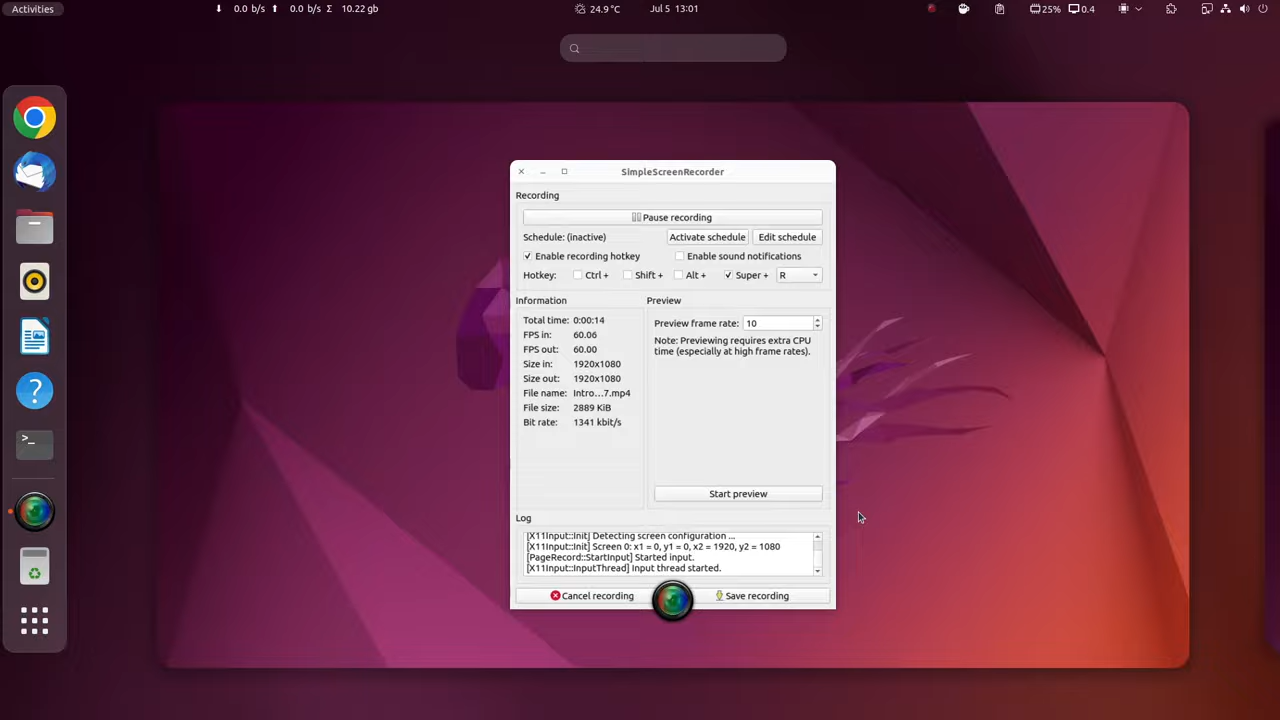 Activities
0.0 b/s 0.0 b/s Σ 10.22 gb
24.9 °C
Jul 5 13:01
25% 0.4
SimpleScreenRecorder
Recording
Pause recording
Schedule: (inactive) Activate schedule Edit schedule
Enable recording hotkey Enable sound notifications
Hotkey: Ctrl + Shift + Alt + Super + R
Information
Total time: 0:00:14
FPS in: 60.06
FPS out: 60.00
Size in: 1920x1080
Size out: 1920x1080
File name: Intro...7.mp4
File size: 2889 KiB
Bit rate: 1341 kbit/s
Preview
Preview frame rate: 10
Note: Previewing requires extra CPU
time (especially at high frame rates).
Start preview
Log
[X11Input::Init] Detecting screen configuration ...
[X11Input::Init] Screen 0: x1 = 0, y1 = 0, x2 = 1920, y2 = 1080
[PageRecord::StartInput] Started input.
[X11Input::InputThread] Input thread started.
Cancel recording Save recording